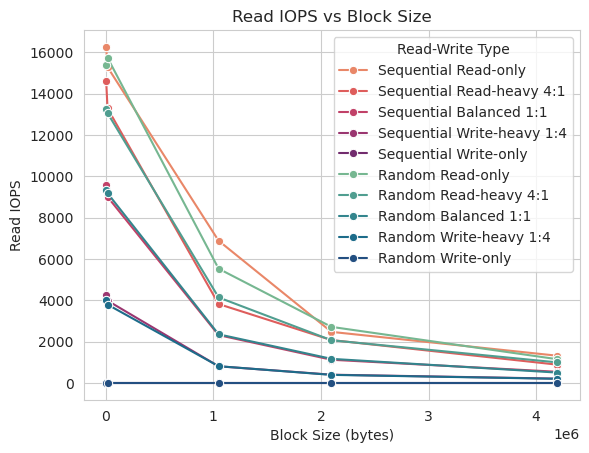 Read IOPS vs Block Size
Read-Write Type
Sequential Read-only
Sequential Read-heavy 4:1
Sequential Balanced 1:1
Sequential Write-heavy 1:4
Sequential Write-only
Random Read-only
Random Read-heavy 4:1
Random Balanced 1:1
Random Write-heavy 1:4
Random Write-only
Read IOPS
16000
14000
12000
10000
8000
6000
4000
2000
0
0 1 2 3 4
1e6
Block Size (bytes)